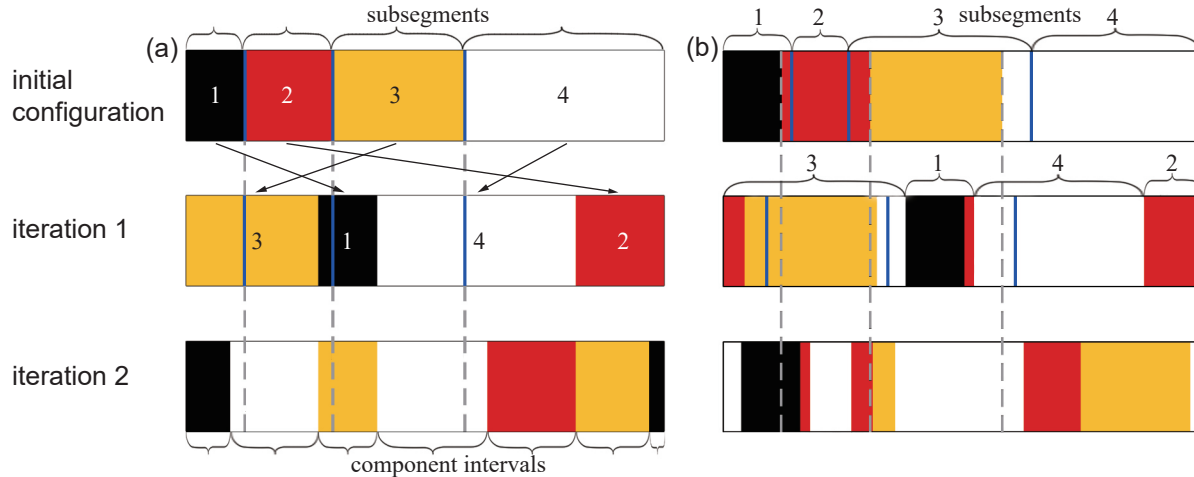 subsegments
(a)
initial
configuration
1 2 3 4
iteration 1
3 1 4 2
iteration 2
component intervals
(b)
subsegments
1 2 3 4
3 1 4 2